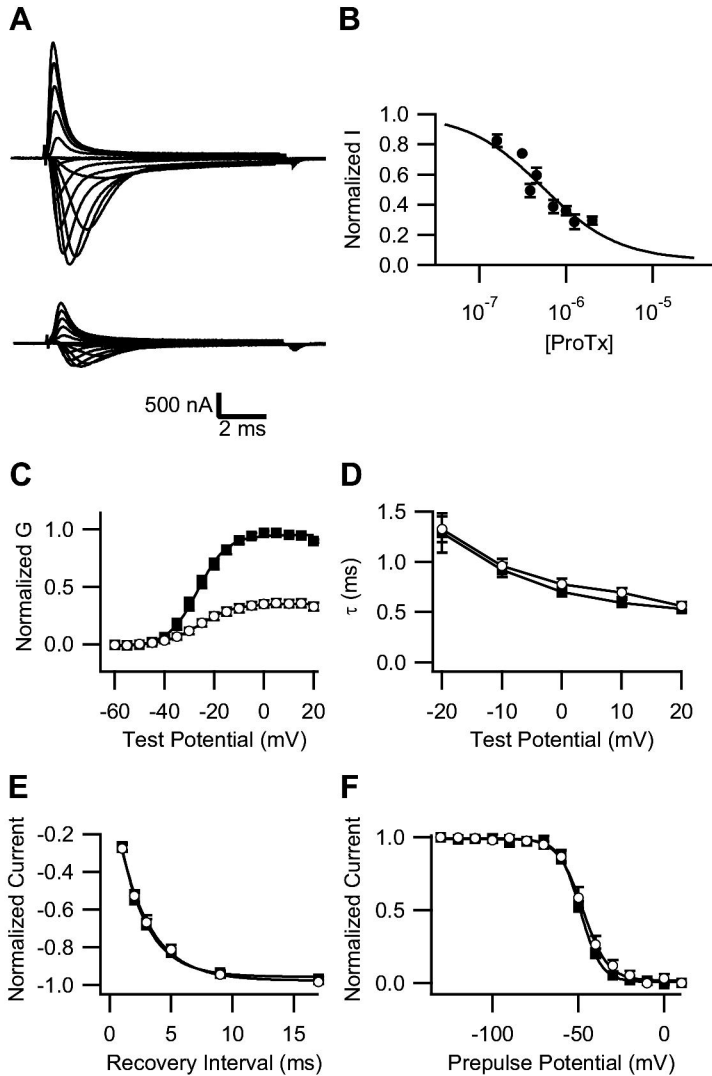 A
B
500 nA
2 ms
Normalized I
1.0
0.8
0.6
0.4
0.2
0.0
10-7
10-6
10-5
[ProTx]
C
D
Normalized G
1.0
0.5
0.0
-60 -40 -20 0 20
Test Potential (mV)
τ (ms)
1.5
1.0
0.5
0.0
-20 -10 0 10 20
Test Potential (mV)
E
F
Normalized Current
-0.2
-0.4
-0.6
-0.8
-1.0
0 5 10 15
Recovery Interval (ms)
Normalized Current
1.0
0.5
0.0
-100 -50 0
Prepulse Potential (mV)